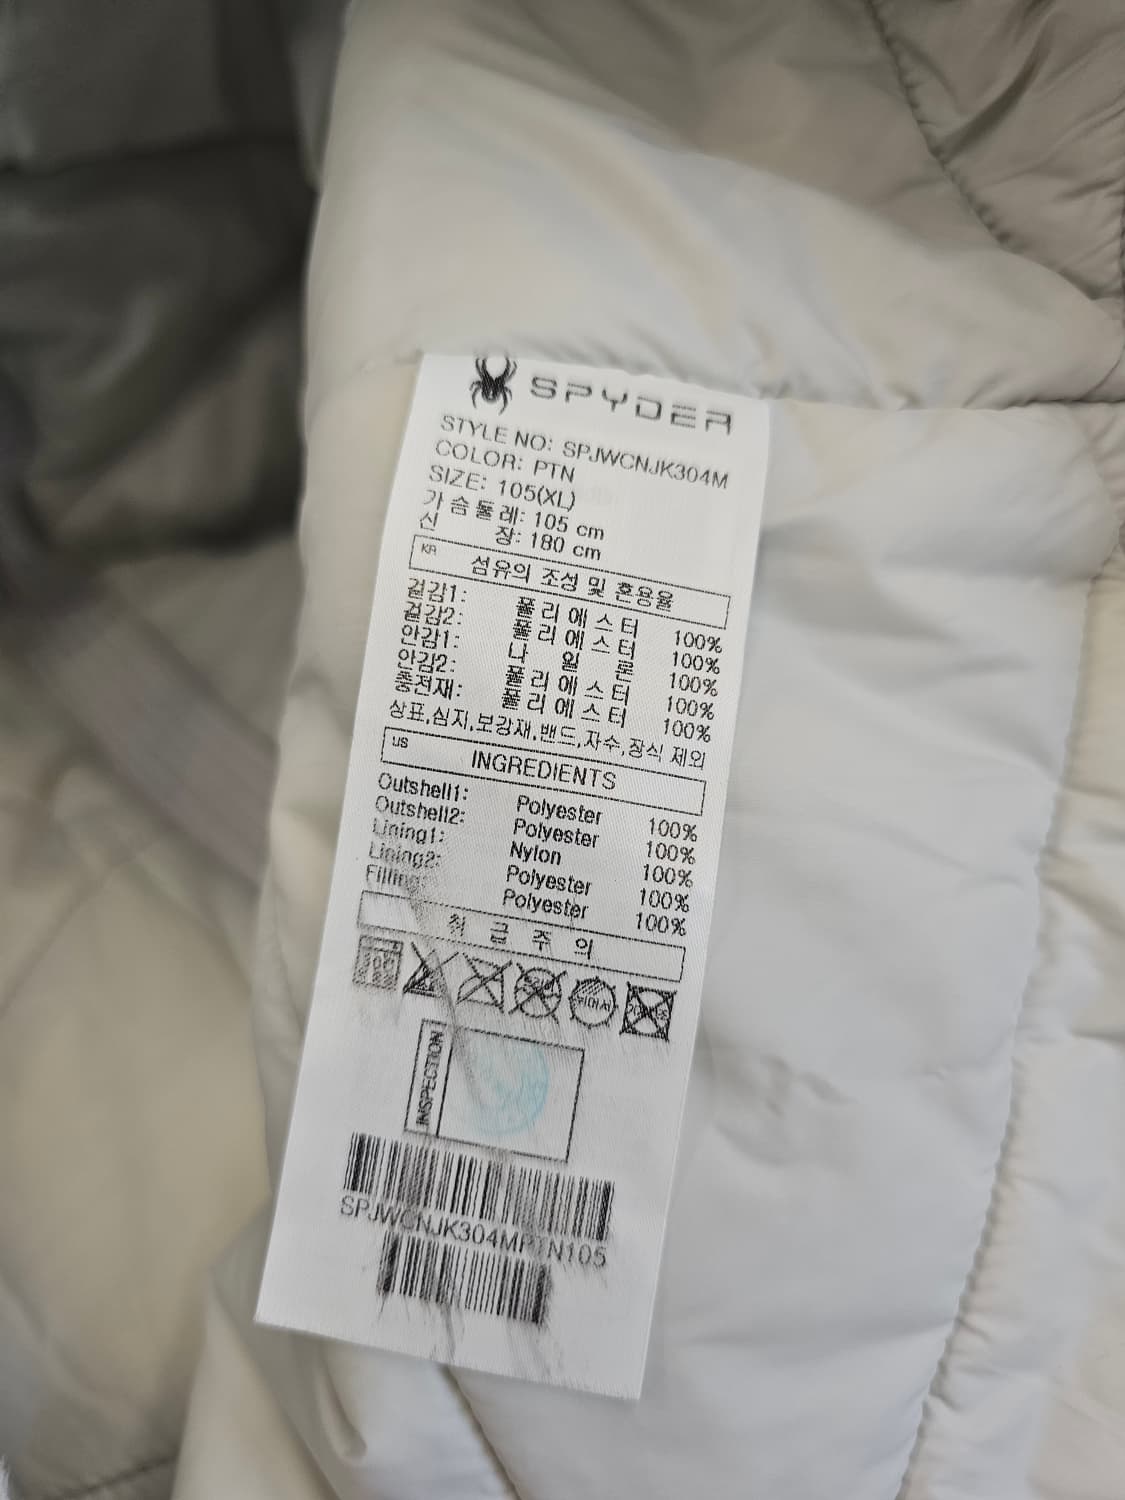 SPYDER
STYLE NO: SPJWCNJK304M
COLOR: PTN
SIZE: 105(XL)
가슴둘레: 105 cm
신 장: 180 cm
KR 섬유의 조성 및 혼용율
겉감1: 폴리에스터 100%
겉감2: 폴리에스터 100%
안감1: 나일론 100%
안감2: 폴리에스터 100%
충전재: 폴리에스터 100%
상표,심지,보강재,밴드,자수,장식 제외
US INGREDIENTS
Outshell1: Polyester 100%
Outshell2: Polyester 100%
Lining1: Nylon 100%
Lining2: Polyester 100%
Filling: Polyester 100%
취 급 주 의
INSPECTION
SPJWCNJK304MPTN105